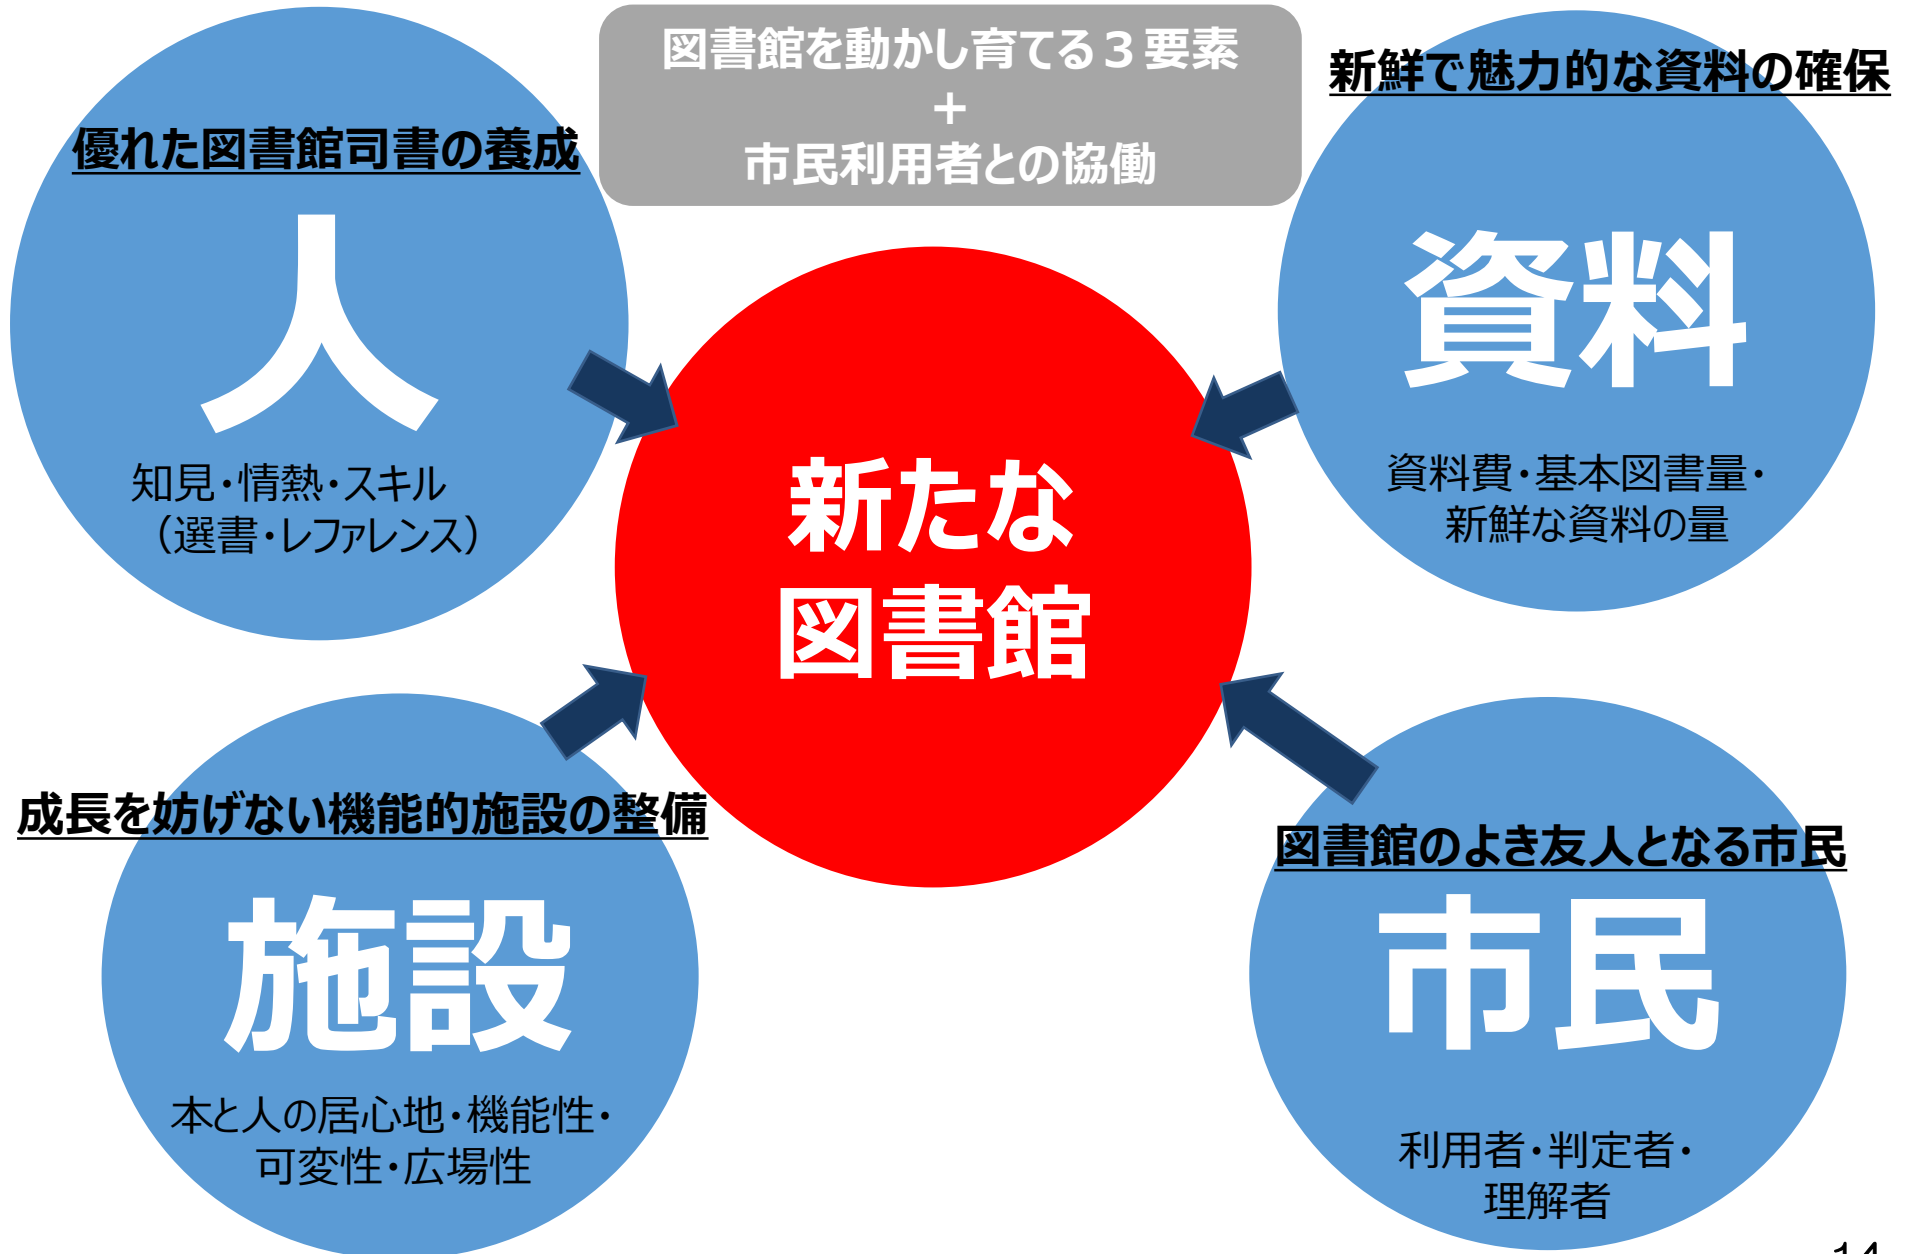 図書館を動かし育てる３要素
＋
市民利用者との協働
優れた図書館司書の養成
人
知見・情熱・スキル
（選書・レファレンス）
新鮮で魅力的な資料の確保
資料
資料費・基本図書量・
新鮮な資料の量
新たな
図書館
成長を妨げない機能的施設の整備
施設
本と人の居心地・機能性・
可変性・広場性
図書館のよき友人となる市民
市民
利用者・判定者・
理解者
14